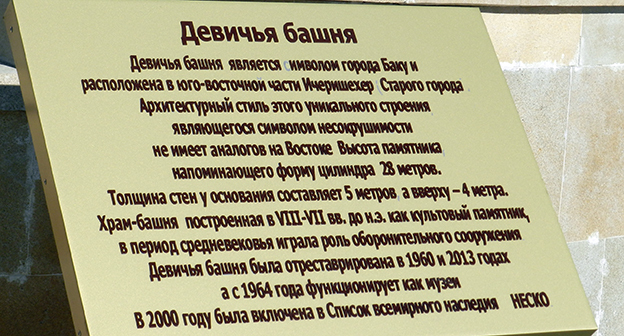 Девичья башня
Девичья башня является символом города Баку и
расположена в юго-восточной части Ичеришехер Старого города
Архитектурный стиль этого уникального строения
являющегося символом несокрушимости
не имеет аналогов на Востоке Высота памятника
напоминающего форму цилиндра 28 метров.
Толщина стен у основания составляет 5 метров а вверху – 4 метра.
Храм-башня построенная в VIII-VII вв. до н.э. как культовый памятник,
в период средневековья играла роль оборонительного сооружения
Девичья башня была отреставрирована в 1960 и 2013 годах
а с 1964 года функционирует как музей
В 2000 году была включена в Список всемирного наследия НЕСКО